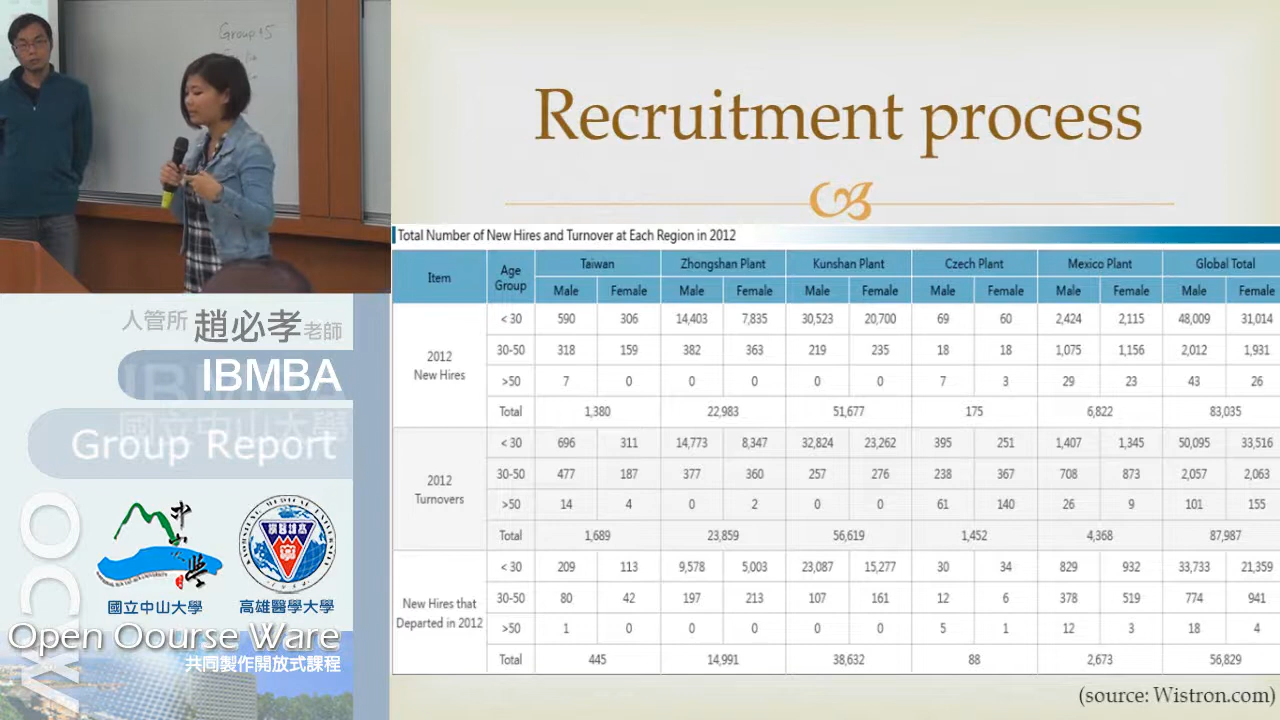 Group 5
Recruitment process
Total Number of New Hires and Turnover at Each Region in 2012
Item Age Group Taiwan Zhongshan Plant Kunshan Plant Czech Plant Mexico Plant Global Total
Male Female Male Female Male Female Male Female Male Female Male Female
2012 New Hires
< 30 590 306 14,403 7,835 30,523 20,700 69 60 2,424 2,115 48,009 31,014
30-50 318 159 382 363 219 235 18 18 1,075 1,156 2,012 1,931
>50 7 0 0 0 0 0 7 3 29 23 43 26
Total 1,380 22,983 51,677 175 6,822 83,035
2012 Turnovers
< 30 696 311 14,773 8,347 32,824 23,262 395 251 1,407 1,345 50,095 33,516
30-50 477 187 377 360 257 276 238 367 708 873 2,057 2,063
>50 14 4 0 2 0 0 61 140 26 9 101 155
Total 1,689 23,859 56,619 1,452 4,368 87,987
New Hires that Departed in 2012
< 30 209 113 9,578 5,003 23,087 15,277 30 34 829 932 33,733 21,359
30-50 80 42 197 213 107 161 12 6 378 519 774 941
>50 1 0 0 0 0 0 5 1 12 3 18 4
Total 445 14,991 38,632 88 2,673 56,829
(source: Wistron.com)
人管所 趙必孝 老師
IBMBA
國立中山大學
Group Report
OCW
國立中山大學 高雄醫學大學
Open Oourse Ware
共同製作開放式課程